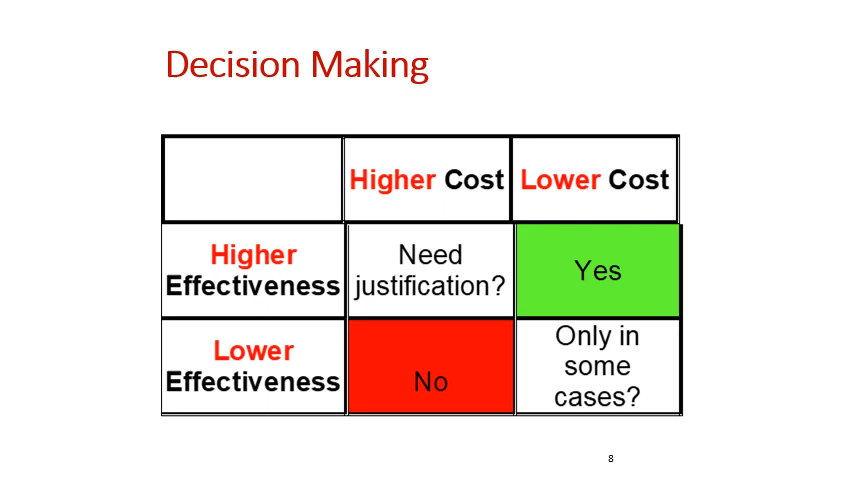 Decision Making
Higher Cost
Lower Cost
Higher
Effectiveness
Need
justification?
Yes
Lower
Effectiveness
No
Only in
some
cases?
8